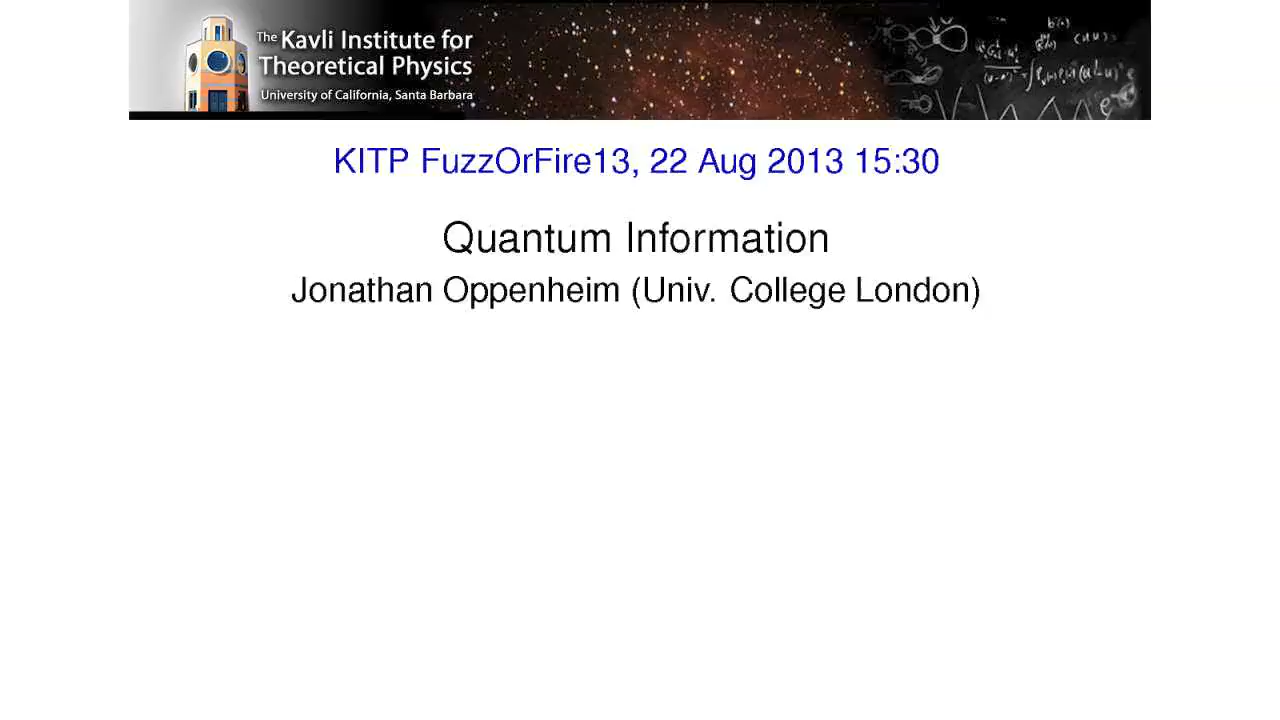 The Kavli Institute for
Theoretical Physics
University of California, Santa Barbara
KITP FuzzOrFire13, 22 Aug 2013 15:30
Quantum Information
Jonathan Oppenheim (Univ. College London)